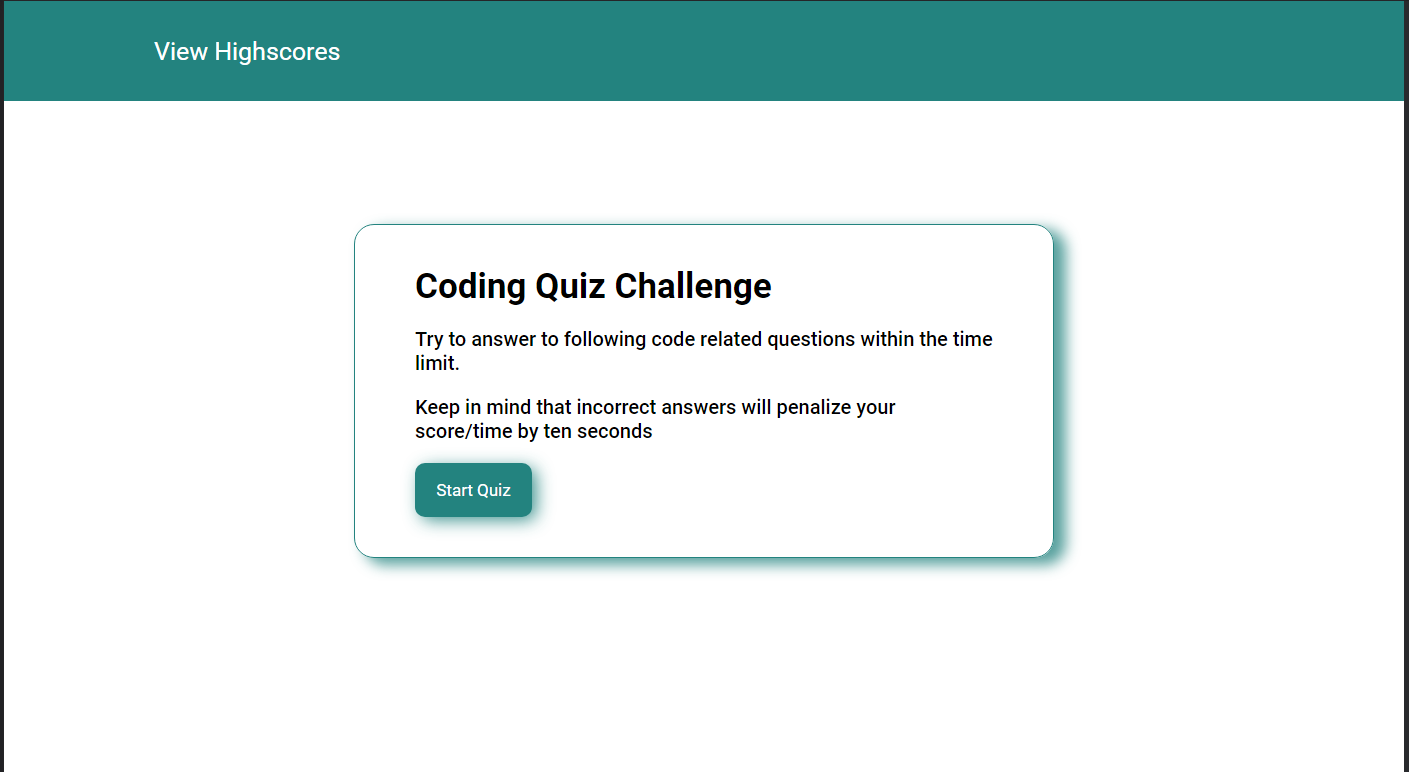 View Highscores
Coding Quiz Challenge
Try to answer to following code related questions within the time
limit.
Keep in mind that incorrect answers will penalize your
score/time by ten seconds
Start Quiz